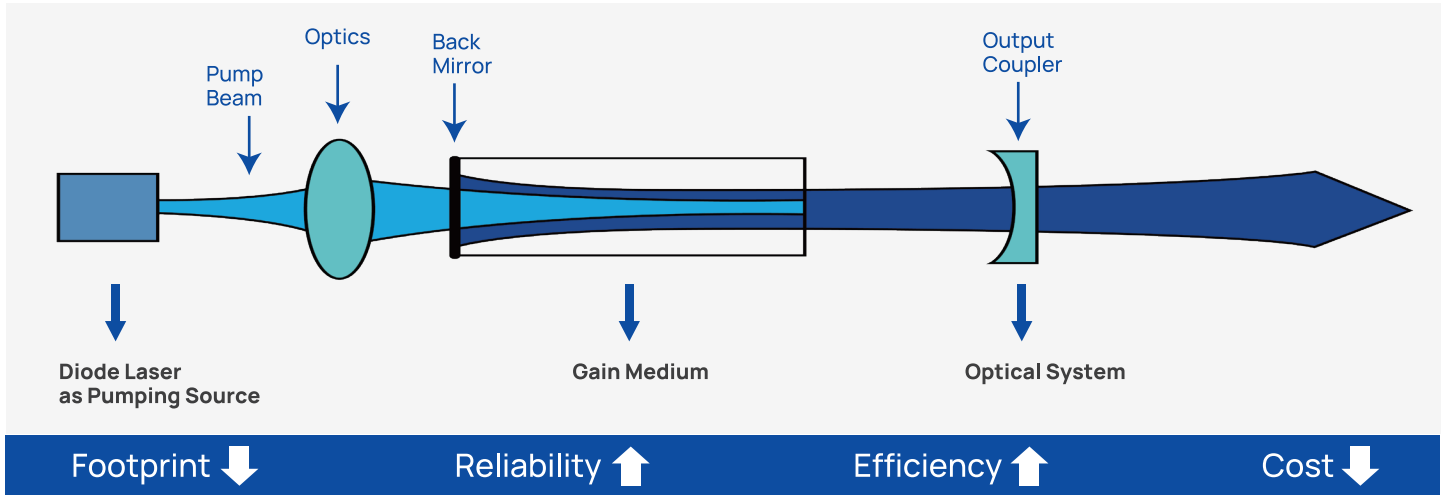 Optics
Back
Mirror
Output
Coupler
Pump
Beam
Diode Laser
as Pumping Source
Gain Medium
Optical System
Footprint
Reliability
Efficiency
Cost